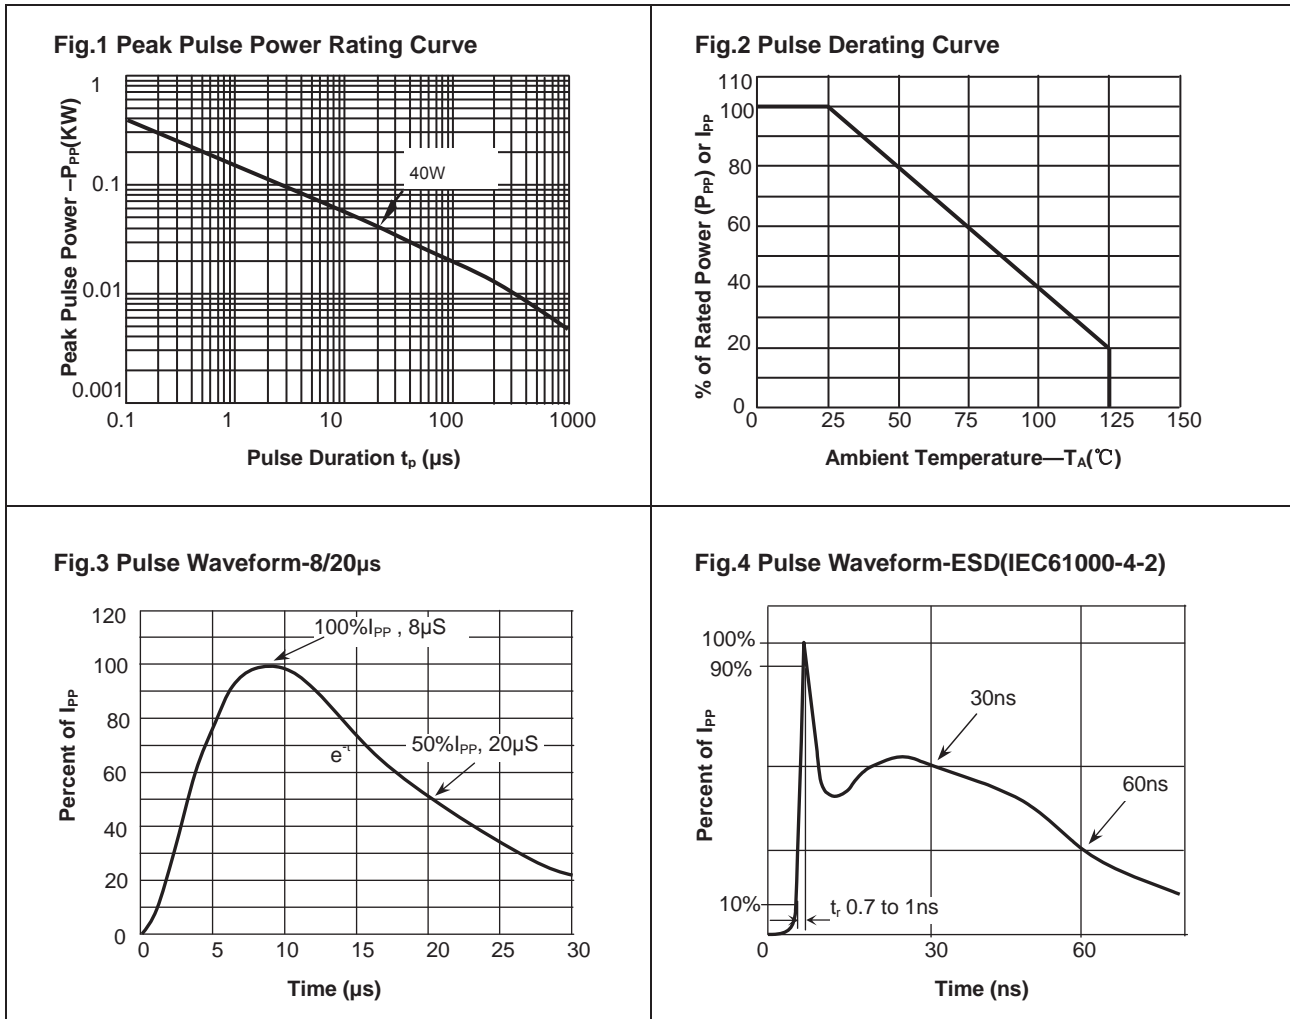 Fig.1 Peak Pulse Power Rating Curve
Peak Pulse Power –PPP(KW)
1
0.1
0.01
0.001
40W
0.1 1 10 100 1000
Pulse Duration tp (µs)
Fig.2 Pulse Derating Curve
% of Rated Power (PPP) or IPP
110
100
80
60
40
20
0
0 25 50 75 100 125 150
Ambient Temperature—TA(℃)
Fig.3 Pulse Waveform-8/20µs
Percent of IPP
120
100
80
60
40
20
0
100%IPP , 8µS
e-t
50%IPP, 20µS
0 5 10 15 20 25 30
Time (µs)
Fig.4 Pulse Waveform-ESD(IEC61000-4-2)
Percent of IPP
100%
90%
10%
30ns
60ns
tr 0.7 to 1ns
0 30 60
Time (ns)